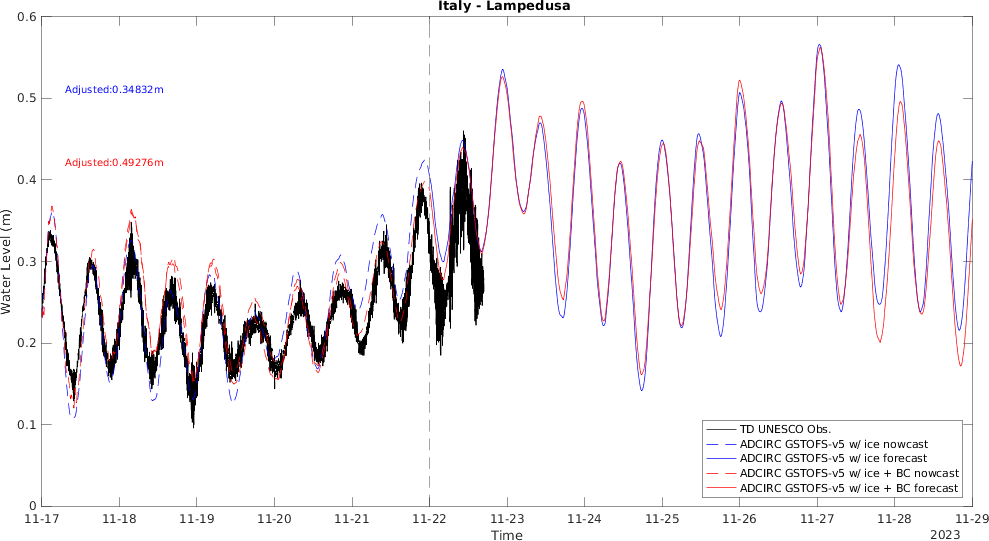 Italy - Lampedusa
0.6
0.5
0.4
0.3
0.2
0.1
0
Water Level (m)
Adjusted:0.34832m
Adjusted:0.49276m
TD UNESCO Obs.
ADCIRC GSTOFS-v5 w/ ice nowcast
ADCIRC GSTOFS-v5 w/ ice forecast
ADCIRC GSTOFS-v5 w/ ice + BC nowcast
ADCIRC GSTOFS-v5 w/ ice + BC forecast
11-17 11-18 11-19 11-20 11-21 11-22 11-23 11-24 11-25 11-26 11-27 11-28 11-29
Time
2023